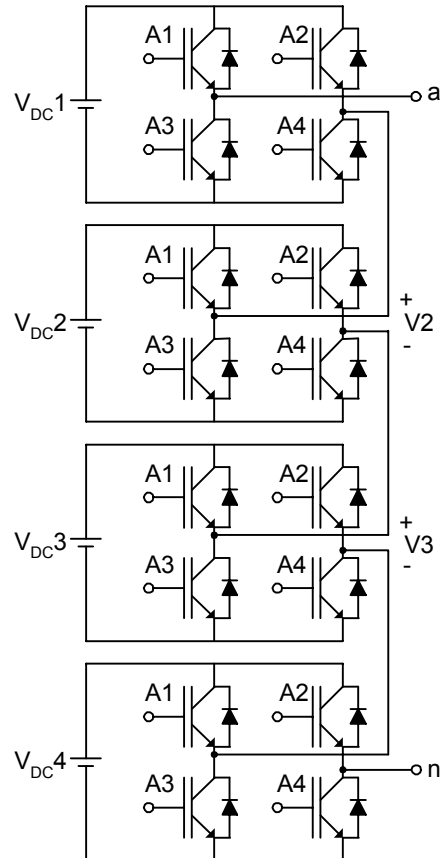 A1 A2
V_DC1 a
A3 A4
A1 A2
+
V_DC2 V2
-
A3 A4
A1 A2
+
V_DC3 V3
-
A3 A4
A1 A2
V_DC4
A3 A4 n